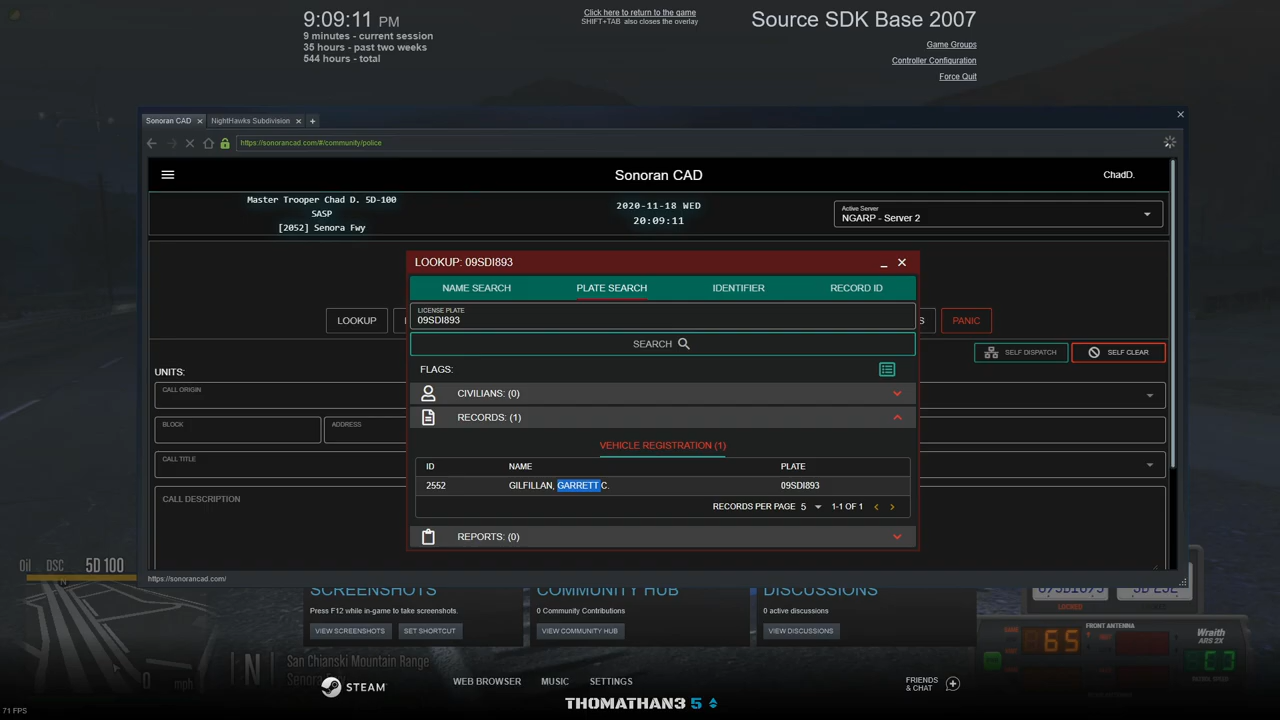 9:09:11 PM
9 minutes - current session
35 hours - past two weeks
544 hours - total
Click here to return to the game
SHIFT+TAB also closes the overlay
Source SDK Base 2007
Game Groups
Controller Configuration
Force Quit
Sonoran CAD
NightHawks Subdivision
https://sonorancad.com/#/community/police
Sonoran CAD
ChadD.
Master Trooper Chad D. 5D-100
SASP
[2052] Senora Fwy
2020-11-18 WED
20:09:11
Active Server
NGARP - Server 2
LOOKUP: 09SDI893
NAME SEARCH
PLATE SEARCH
IDENTIFIER
RECORD ID
LICENSE PLATE
09SDI893
LOOKUP
S
PANIC
SEARCH
SELF DISPATCH
SELF CLEAR
UNITS:
FLAGS:
CALL ORIGIN
CIVILIANS: (0)
RECORDS: (1)
BLOCK
ADDRESS
VEHICLE REGISTRATION (1)
CALL TITLE
ID NAME PLATE
2552 GILFILLAN, GARRETT C. 09SDI893
CALL DESCRIPTION
RECORDS PER PAGE 5 1-1 OF 1
REPORTS: (0)
Oil DSC 5D 100
N
https://sonorancad.com/
SCREENSHOTS
Press F12 while in-game to take screenshots.
VIEW SCREENSHOTS
SET SHORTCUT
COMMUNITY HUB
0 Community Contributions
VIEW COMMUNITY HUB
DISCUSSIONS
0 active discussions
VIEW DISCUSSIONS
LOCKED
FRONT ANTENNA
65
Wraith
ARS 2X
N
San Chianski Mountain Range
0 mph
STEAM
WEB BROWSER
MUSIC
SETTINGS
FRIENDS
& CHAT
THOMATHAN3 5
71 FPS